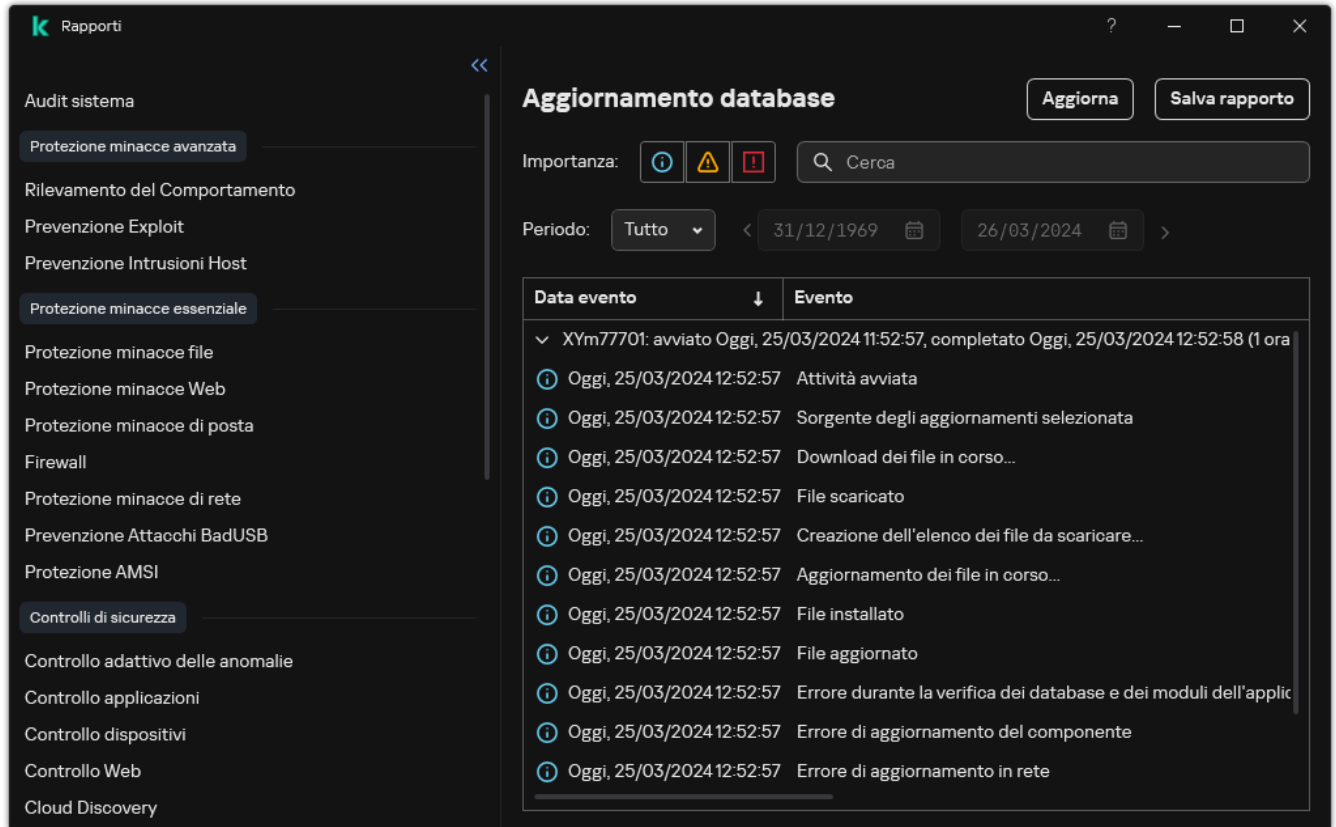 Rapporti
?
Audit sistema
Protezione minacce avanzata
Rilevamento del Comportamento
Prevenzione Exploit
Prevenzione Intrusioni Host
Protezione minacce essenziale
Protezione minacce file
Protezione minacce Web
Protezione minacce di posta
Firewall
Protezione minacce di rete
Prevenzione Attacchi BadUSB
Protezione AMSI
Controlli di sicurezza
Controllo adattivo delle anomalie
Controllo applicazioni
Controllo dispositivi
Controllo Web
Cloud Discovery
Aggiornamento database
Aggiorna
Salva rapporto
Importanza:
Cerca
Periodo:
Tutto
31/12/1969
26/03/2024
Data evento
Evento
XYm77701: avviato Oggi, 25/03/2024 11:52:57, completato Oggi, 25/03/2024 12:52:58 (1 ora
Oggi, 25/03/2024 12:52:57 Attività avviata
Oggi, 25/03/2024 12:52:57 Sorgente degli aggiornamenti selezionata
Oggi, 25/03/2024 12:52:57 Download dei file in corso...
Oggi, 25/03/2024 12:52:57 File scaricato
Oggi, 25/03/2024 12:52:57 Creazione dell'elenco dei file da scaricare...
Oggi, 25/03/2024 12:52:57 Aggiornamento dei file in corso...
Oggi, 25/03/2024 12:52:57 File installato
Oggi, 25/03/2024 12:52:57 File aggiornato
Oggi, 25/03/2024 12:52:57 Errore durante la verifica dei database e dei moduli dell'applic
Oggi, 25/03/2024 12:52:57 Errore di aggiornamento del componente
Oggi, 25/03/2024 12:52:57 Errore di aggiornamento in rete